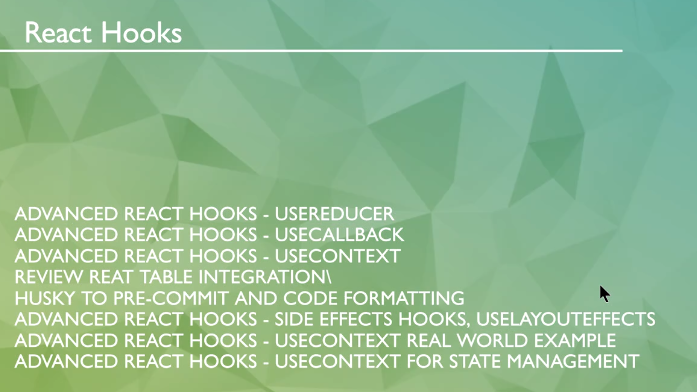 React Hooks
ADVANCED REACT HOOKS - USEREDUCER
ADVANCED REACT HOOKS - USECALLBACK
ADVANCED REACT HOOKS - USECONTEXT
REVIEW REAT TABLE INTEGRATION\
HUSKY TO PRE-COMMIT AND CODE FORMATTING
ADVANCED REACT HOOKS - SIDE EFFECTS HOOKS, USELAYOUTEFFECTS
ADVANCED REACT HOOKS - USECONTEXT REAL WORLD EXAMPLE
ADVANCED REACT HOOKS - USECONTEXT FOR STATE MANAGEMENT